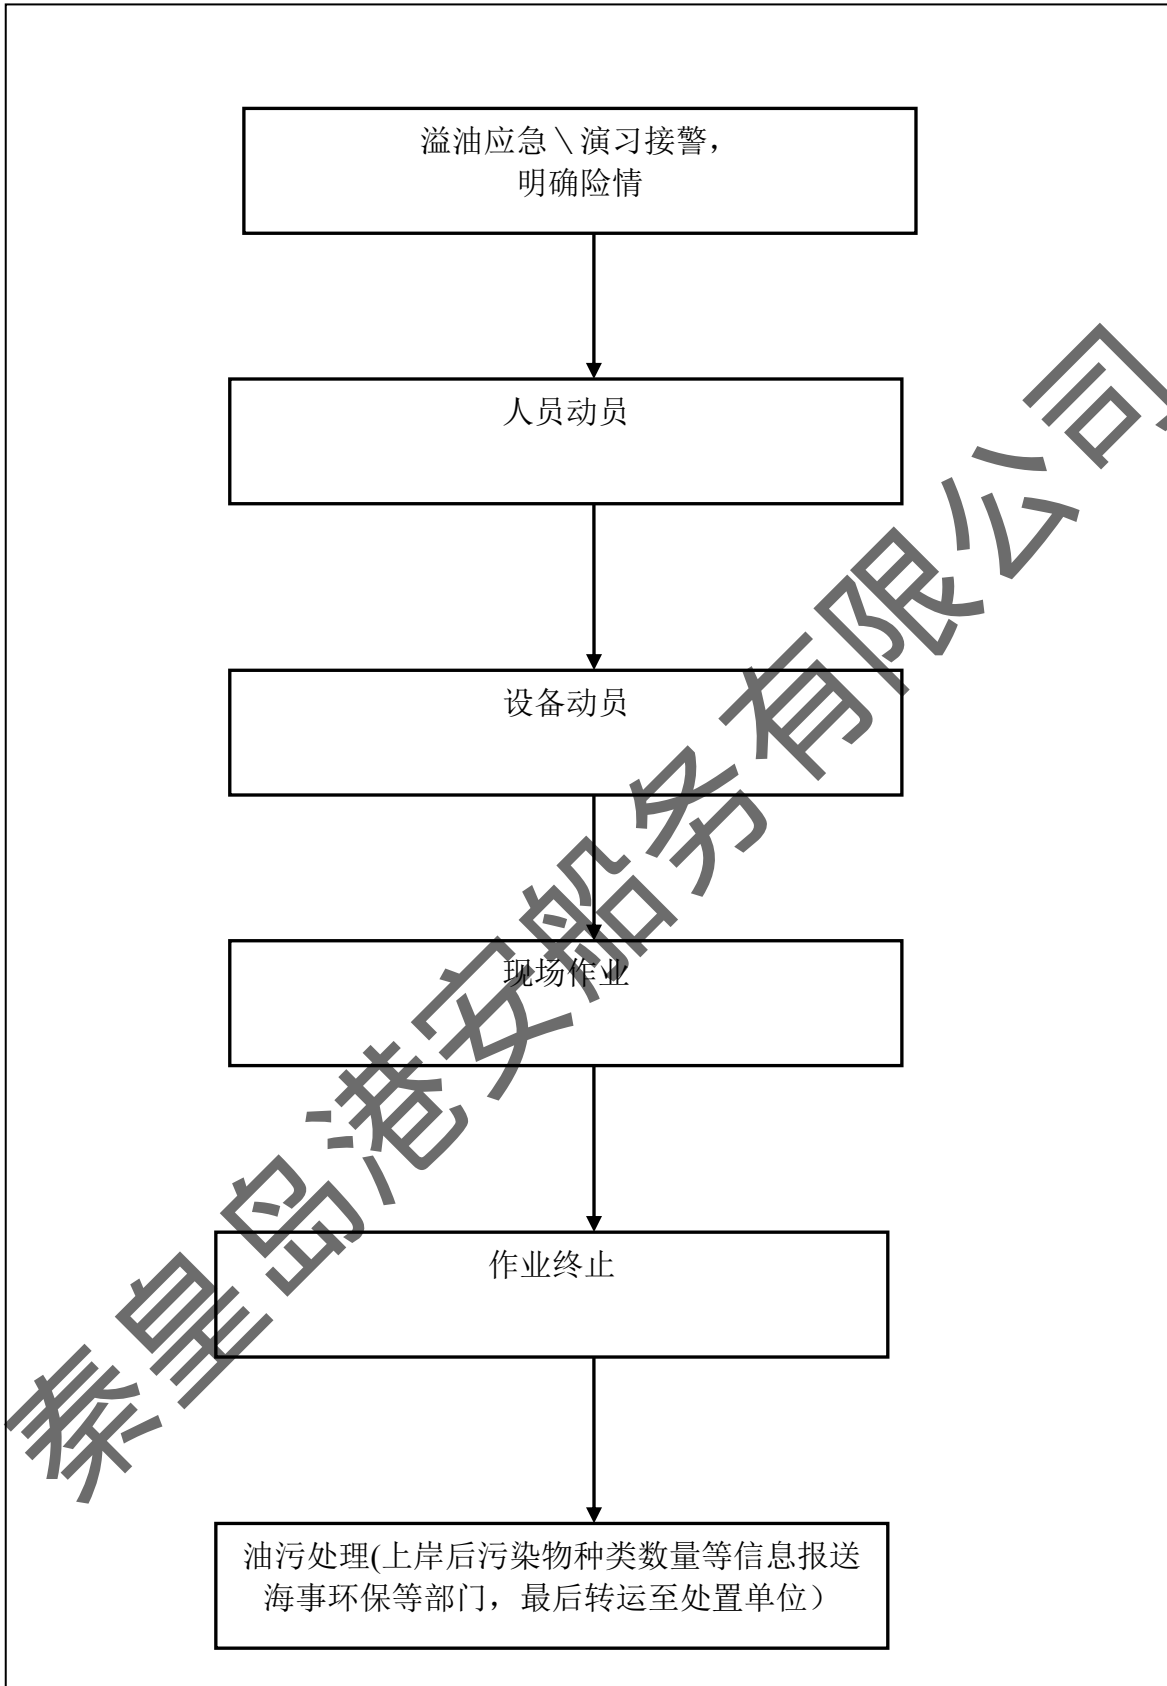 溢油应急＼演习接警，
明确险情
人员动员
设备动员
现场作业
作业终止
油污处理(上岸后污染物种类数量等信息报送
海事环保等部门，最后转运至处置单位）
秦皇岛港安船务有限公司